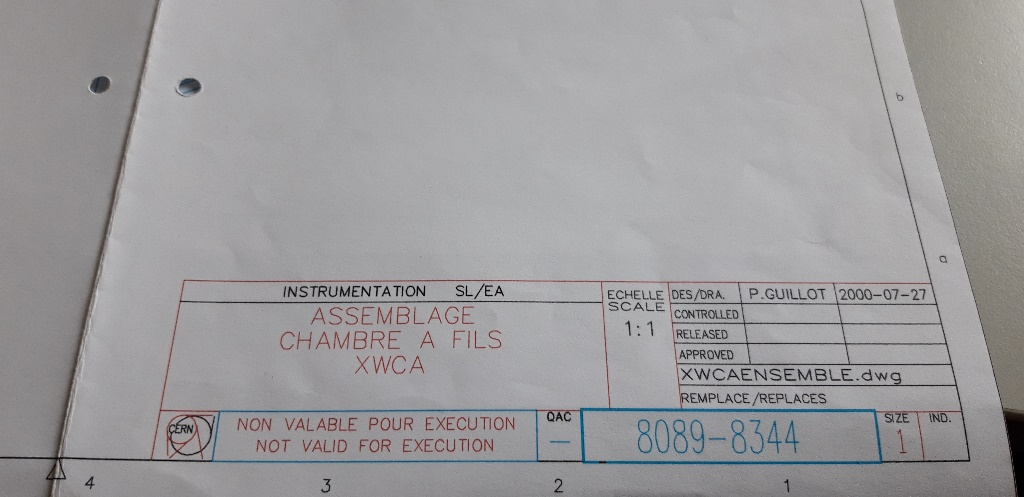 b
a
INSTRUMENTATION SL/EA
ASSEMBLAGE
CHAMBRE A FILS
XWCA
ECHELLE
SCALE
1:1
DES/DRA. P.GUILLOT 2000-07-27
CONTROLLED
RELEASED
APPROVED
XWCAENSEMBLE.dwg
REMPLACE/REPLACES
CERN
NON VALABLE POUR EXECUTION
NOT VALID FOR EXECUTION
QAC
—
8089-8344
SIZE
1
IND.
4 3 2 1